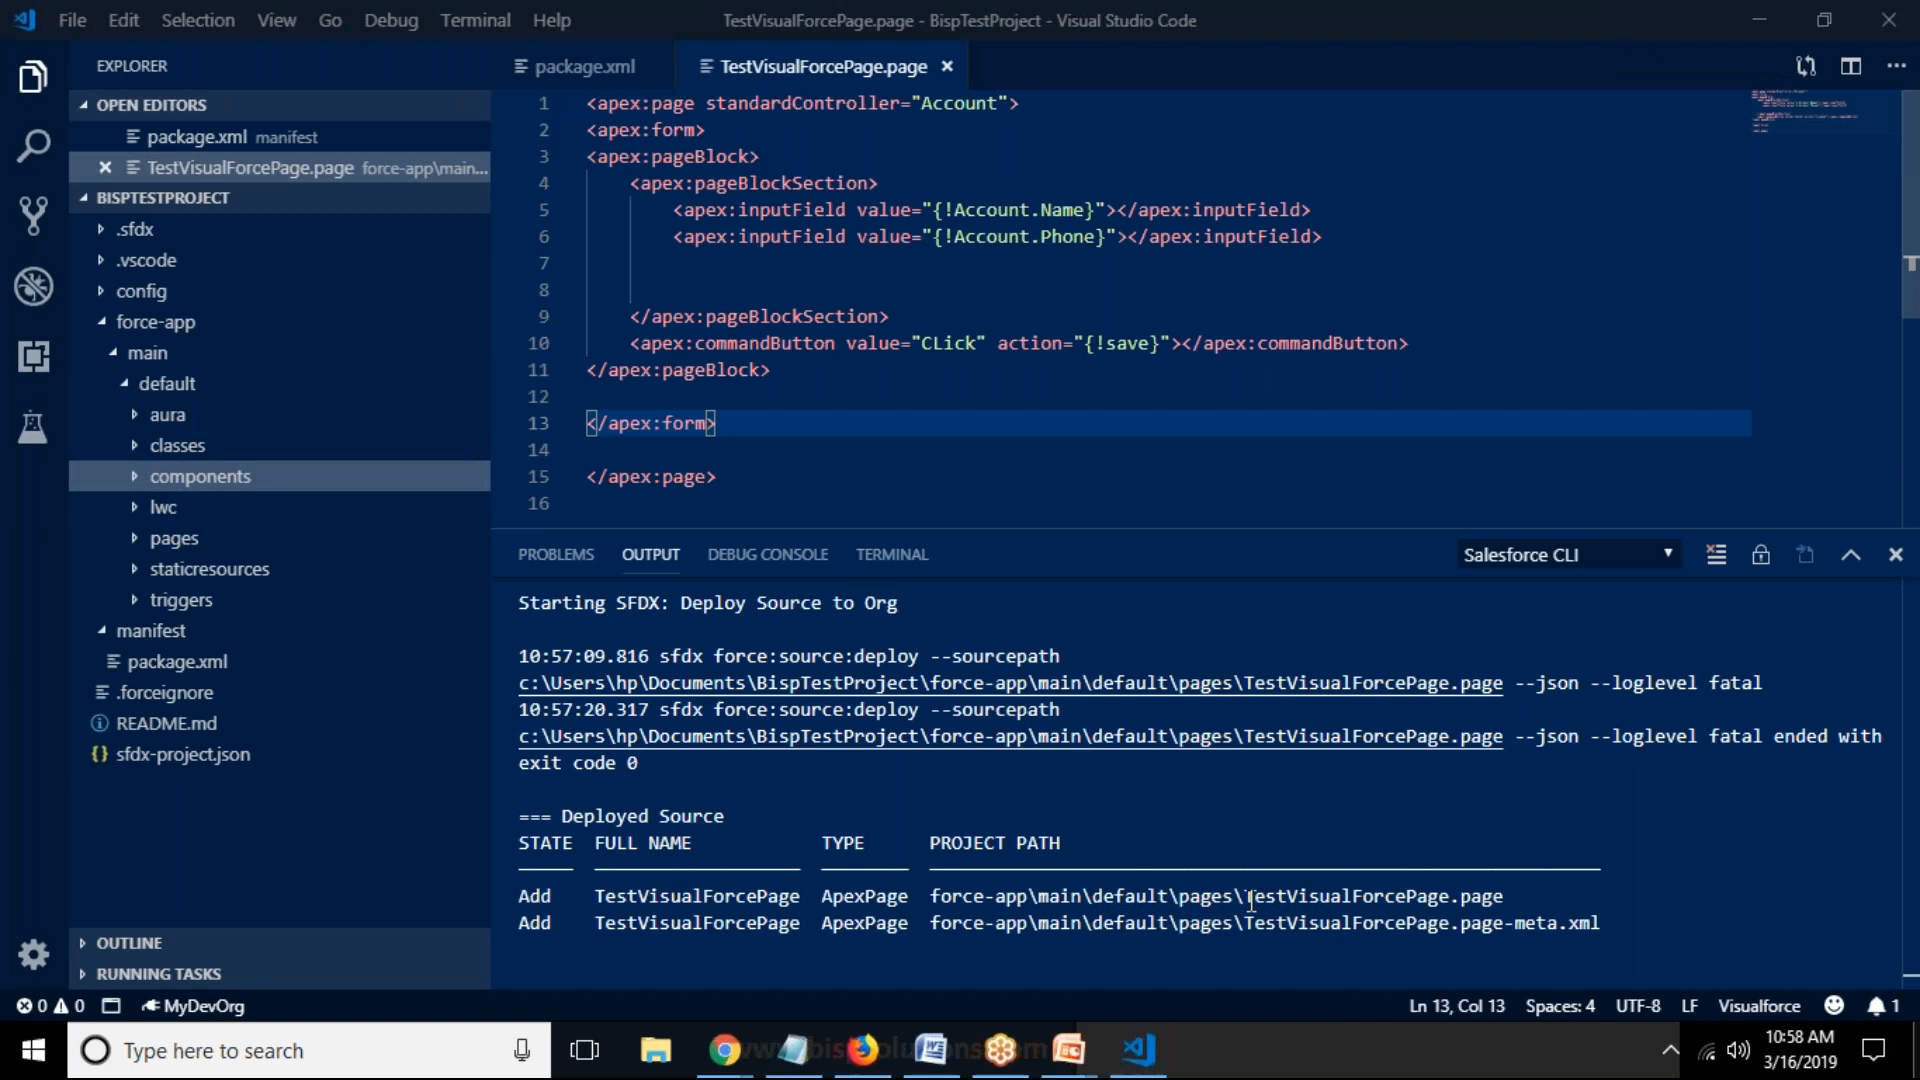 File Edit Selection View Go Debug Terminal Help
TestVisualForcePage.page - BispTestProject - Visual Studio Code
EXPLORER
OPEN EDITORS
package.xml manifest
TestVisualForcePage.page force-app\main...
BISPTESTPROJECT
.sfdx
.vscode
config
force-app
main
default
aura
classes
components
lwc
pages
staticresources
triggers
manifest
package.xml
.forceignore
README.md
sfdx-project.json
OUTLINE
RUNNING TASKS
package.xml
TestVisualForcePage.page
1 <apex:page standardController="Account">
2 <apex:form>
3 <apex:pageBlock>
4 <apex:pageBlockSection>
5 <apex:inputField value="{!Account.Name}"></apex:inputField>
6 <apex:inputField value="{!Account.Phone}"></apex:inputField>
7
8
9 </apex:pageBlockSection>
10 <apex:commandButton value="CLick" action="{!save}"></apex:commandButton>
11 </apex:pageBlock>
12
13 </apex:form>
14
15 </apex:page>
16
PROBLEMS OUTPUT DEBUG CONSOLE TERMINAL
Salesforce CLI
Starting SFDX: Deploy Source to Org
10:57:09.816 sfdx force:source:deploy --sourcepath
c:\Users\hp\Documents\BispTestProject\force-app\main\default\pages\TestVisualForcePage.page --json --loglevel fatal
10:57:20.317 sfdx force:source:deploy --sourcepath
c:\Users\hp\Documents\BispTestProject\force-app\main\default\pages\TestVisualForcePage.page --json --loglevel fatal ended with
exit code 0
=== Deployed Source
STATE FULL NAME TYPE PROJECT PATH
Add TestVisualForcePage ApexPage force-app\main\default\pages\TestVisualForcePage.page
Add TestVisualForcePage ApexPage force-app\main\default\pages\TestVisualForcePage.page-meta.xml
0 0 MyDevOrg
Ln 13, Col 13 Spaces: 4 UTF-8 LF Visualforce 1
Type here to search
10:58 AM
3/16/2019